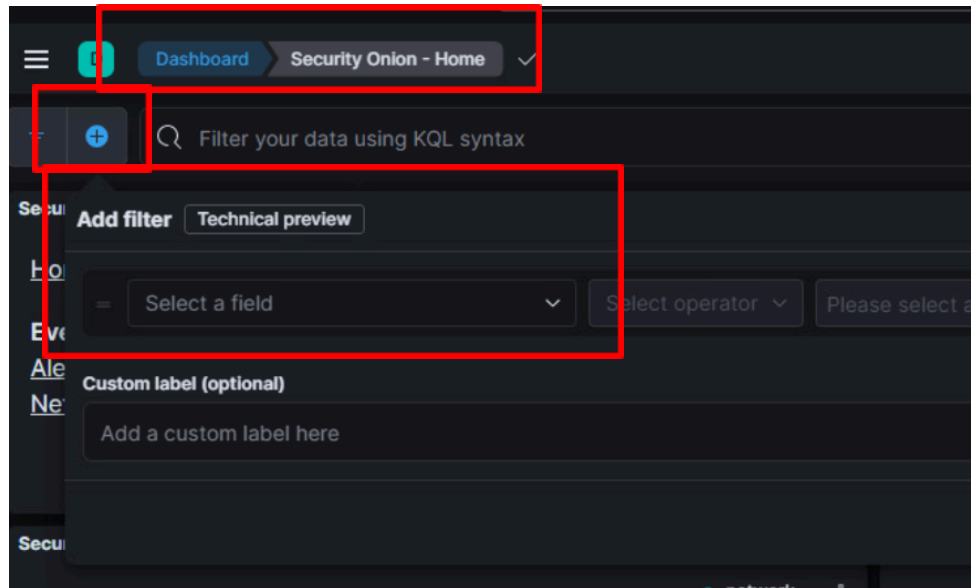 D Dashboard Security Onion - Home
Filter your data using KQL syntax
Add filter Technical preview
Select a field Select operator Please select a
Custom label (optional)
Add a custom label here
network